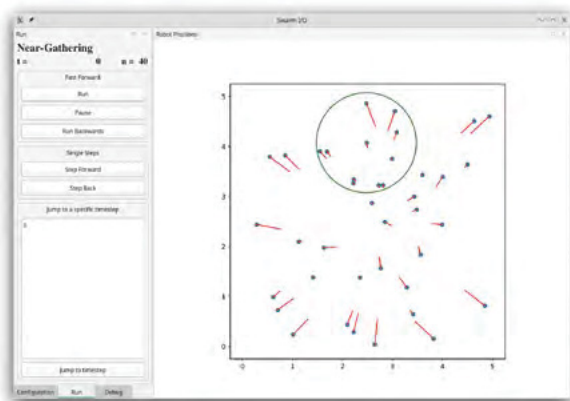 Swarm I/O
Run
Near-Gathering
t = 0 n = 40
Fast Forward
Run
Pause
Run Backwards
Single Steps
Step Forward
Step Back
Jump to a specific timestep
0
Jump to timestep
Configuration Run Debug
Robot Positions
5
4
3
2
1
0
0 1 2 3 4 5